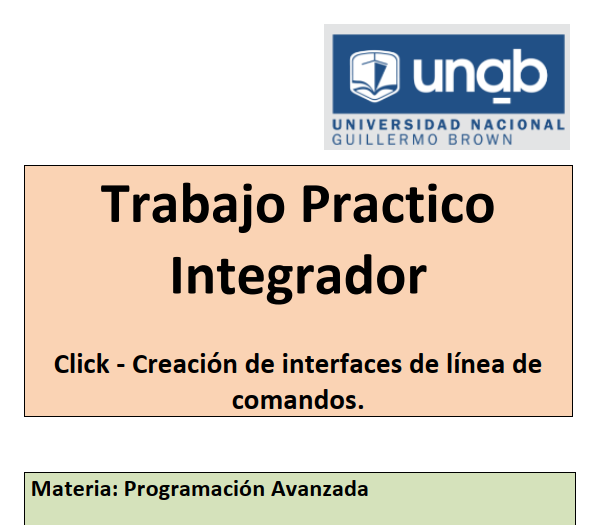 unab
UNIVERSIDAD NACIONAL
GUILLERMO BROWN
Trabajo Practico
Integrador
Click - Creación de interfaces de línea de
comandos.
Materia: Programación Avanzada